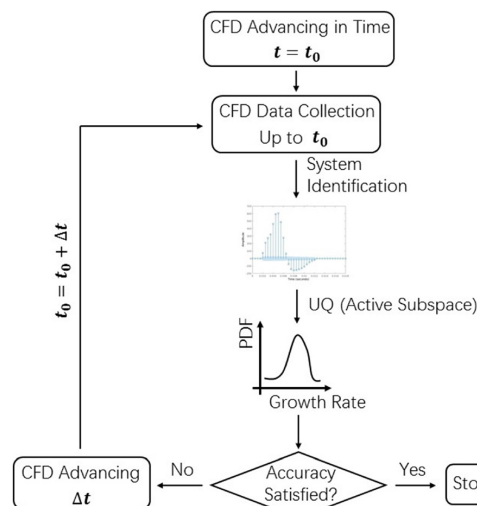 CFD Advancing in Time
t = t₀
CFD Data Collection
Up to t₀
System
Identification
t₀ = t₀ + Δt
UQ (Active Subspace)
PDF
Growth Rate
No
Accuracy
Satisfied?
Yes
CFD Advancing
Δt
Sto